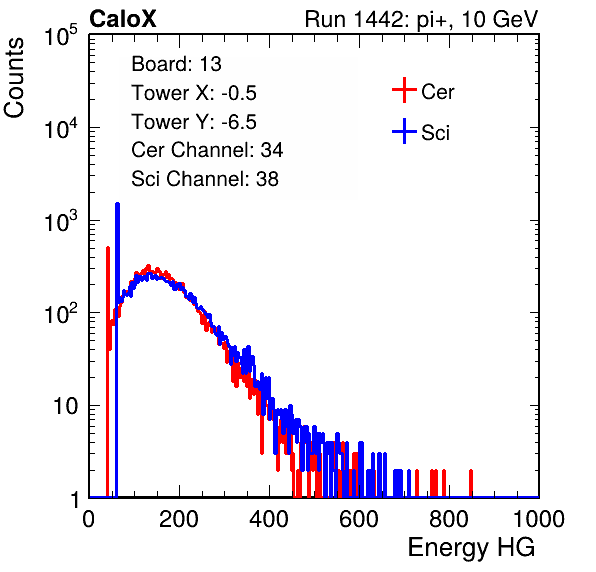 CaloX Run 1442: pi+, 10 GeV
Counts
10^5
10^4
10^3
10^2
10
1
Board: 13
Tower X: -0.5
Tower Y: -6.5
Cer Channel: 34
Sci Channel: 38
Cer
Sci
0 200 400 600 800 1000
Energy HG